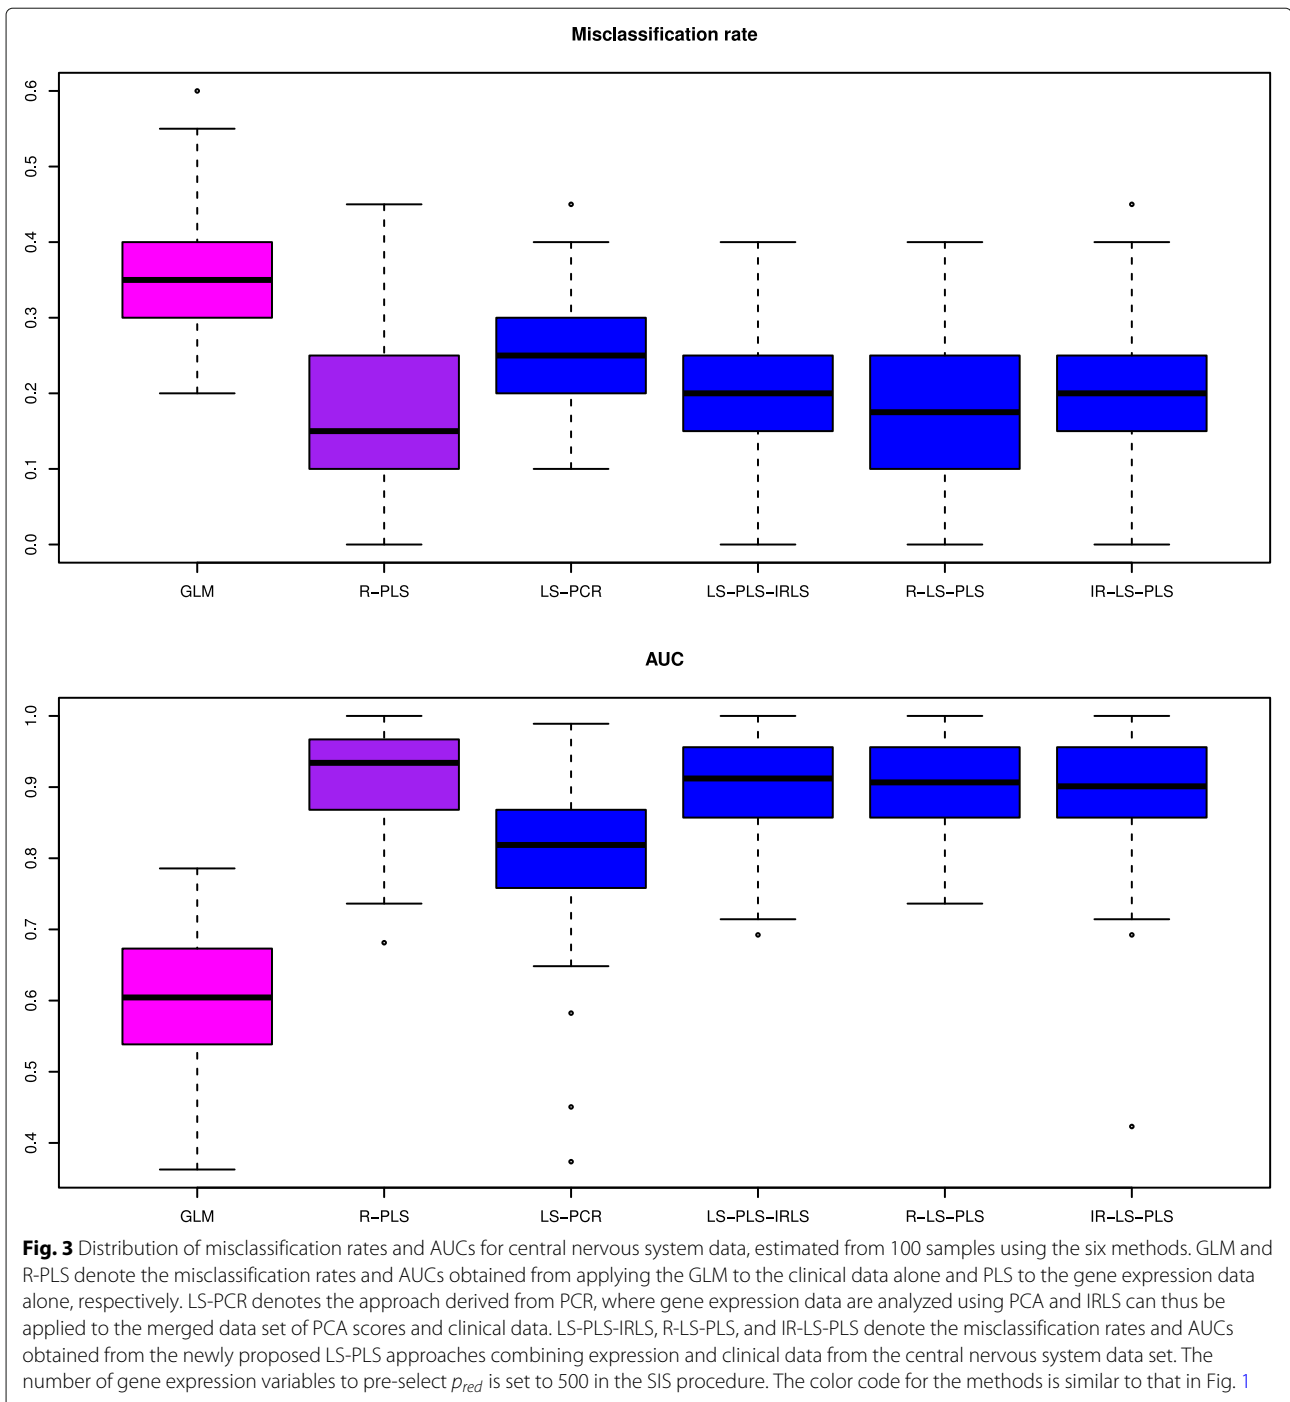 Misclassification rate
0.6
0.5
0.4
0.3
0.2
0.1
0.0
GLM R−PLS LS−PCR LS−PLS−IRLS R−LS−PLS IR−LS−PLS
AUC
1.0
0.9
0.8
0.7
0.6
0.5
0.4
GLM R−PLS LS−PCR LS−PLS−IRLS R−LS−PLS IR−LS−PLS
Fig. 3 Distribution of misclassification rates and AUCs for central nervous system data, estimated from 100 samples using the six methods. GLM and
R-PLS denote the misclassification rates and AUCs obtained from applying the GLM to the clinical data alone and PLS to the gene expression data
alone, respectively. LS-PCR denotes the approach derived from PCR, where gene expression data are analyzed using PCA and IRLS can thus be
applied to the merged data set of PCA scores and clinical data. LS-PLS-IRLS, R-LS-PLS, and IR-LS-PLS denote the misclassification rates and AUCs
obtained from the newly proposed LS-PLS approaches combining expression and clinical data from the central nervous system data set. The
number of gene expression variables to pre-select p_red is set to 500 in the SIS procedure. The color code for the methods is similar to that in Fig. 1